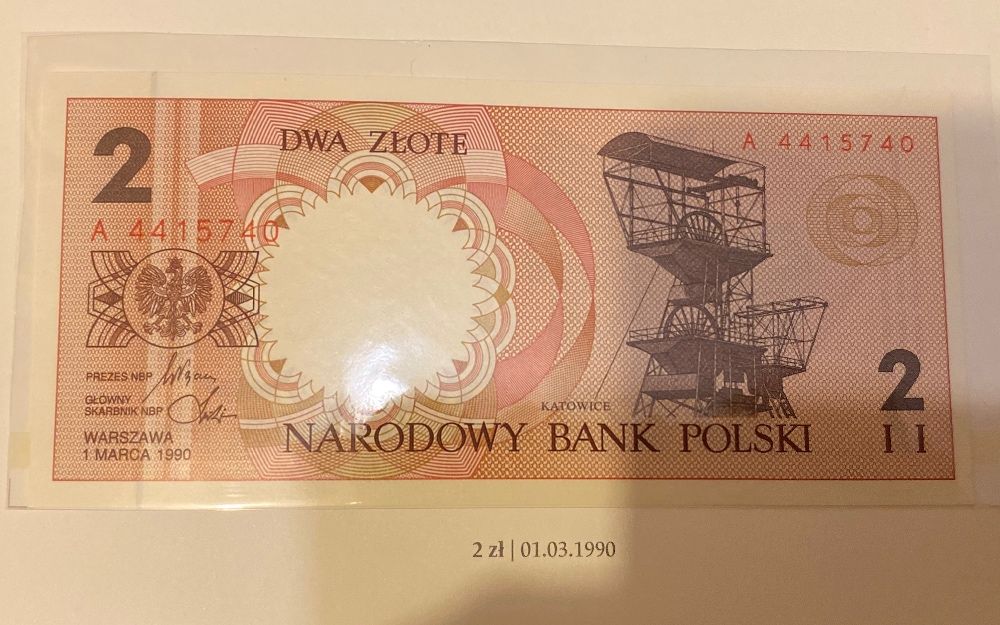 DWA ZŁOTE
2
A 4415740
A 4415740
PREZES NBP
GŁÓWNY
SKARBNIK NBP
WARSZAWA
1 MARCA 1990
KATOWICE
NARODOWY BANK POLSKI
2
I I
2 zł | 01.03.1990